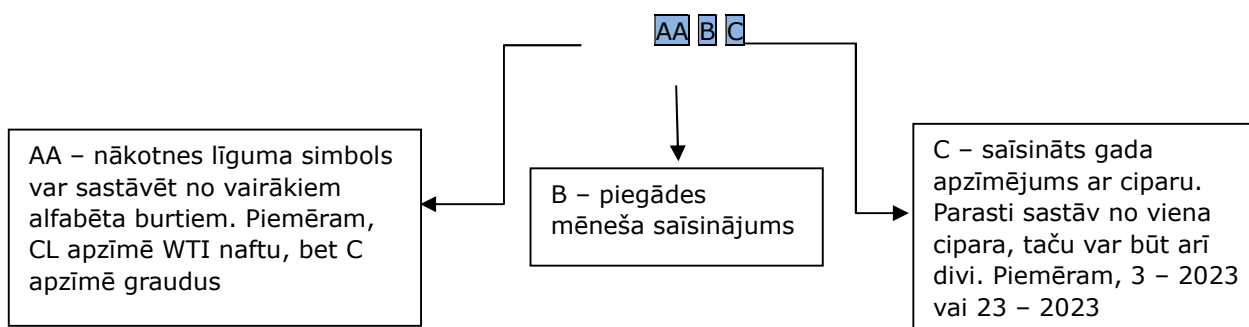 AA B C
AA – nākotnes līguma simbols
var sastāvēt no vairākiem
alfabēta burtiem. Piemēram,
CL apzīmē WTI naftu, bet C
apzīmē graudus
B – piegādes
mēneša saīsinājums
C – saīsināts gada
apzīmējums ar ciparu.
Parasti sastāv no viena
cipara, taču var būt arī
divi. Piemēram, 3 – 2023
vai 23 – 2023